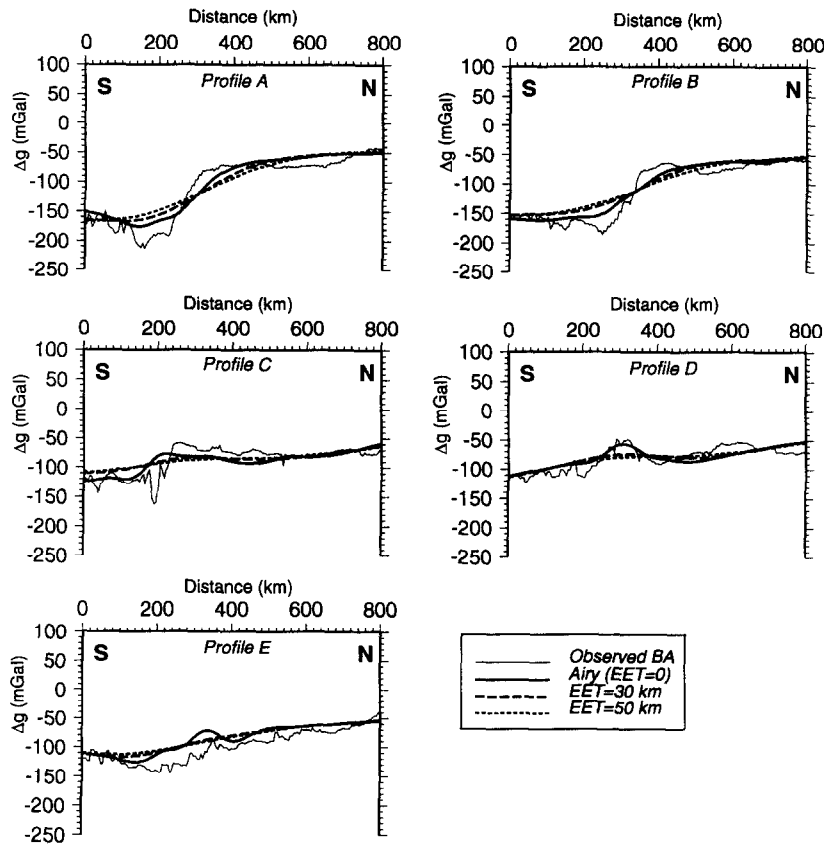 Distance (km)
0 200 400 600 800
100
50
0
-50
-100
-150
-200
-250
Δg (mGal)
S
Profile A
N
Distance (km)
0 200 400 600 800
100
50
0
-50
-100
-150
-200
-250
Δg (mGal)
S
Profile B
N
Distance (km)
0 200 400 600 800
100
50
0
-50
-100
-150
-200
-250
Δg (mGal)
S
Profile C
N
Distance (km)
0 200 400 600 800
100
50
0
-50
-100
-150
-200
-250
Δg (mGal)
S
Profile D
N
Distance (km)
0 200 400 600 800
100
50
0
-50
-100
-150
-200
-250
Δg (mGal)
S
Profile E
N
Observed BA
Airy (EET=0)
EET=30 km
EET=50 km